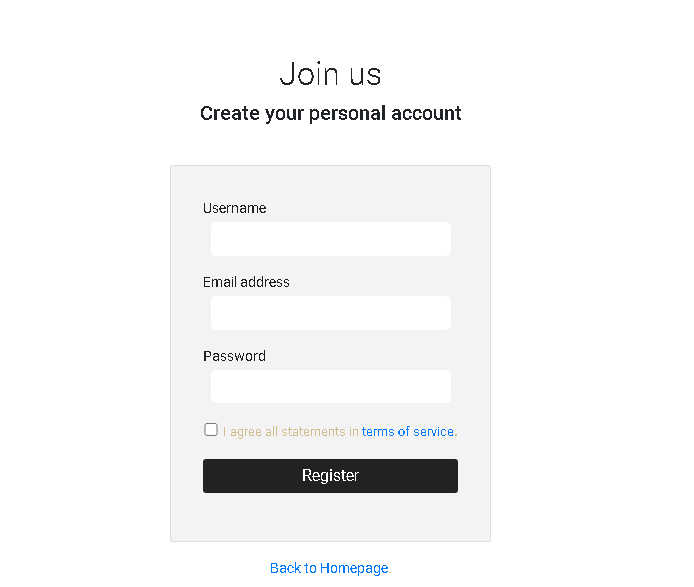 Join us
Create your personal account
Username
Email address
Password
I agree all statements in terms of service.
Register
Back to Homepage.